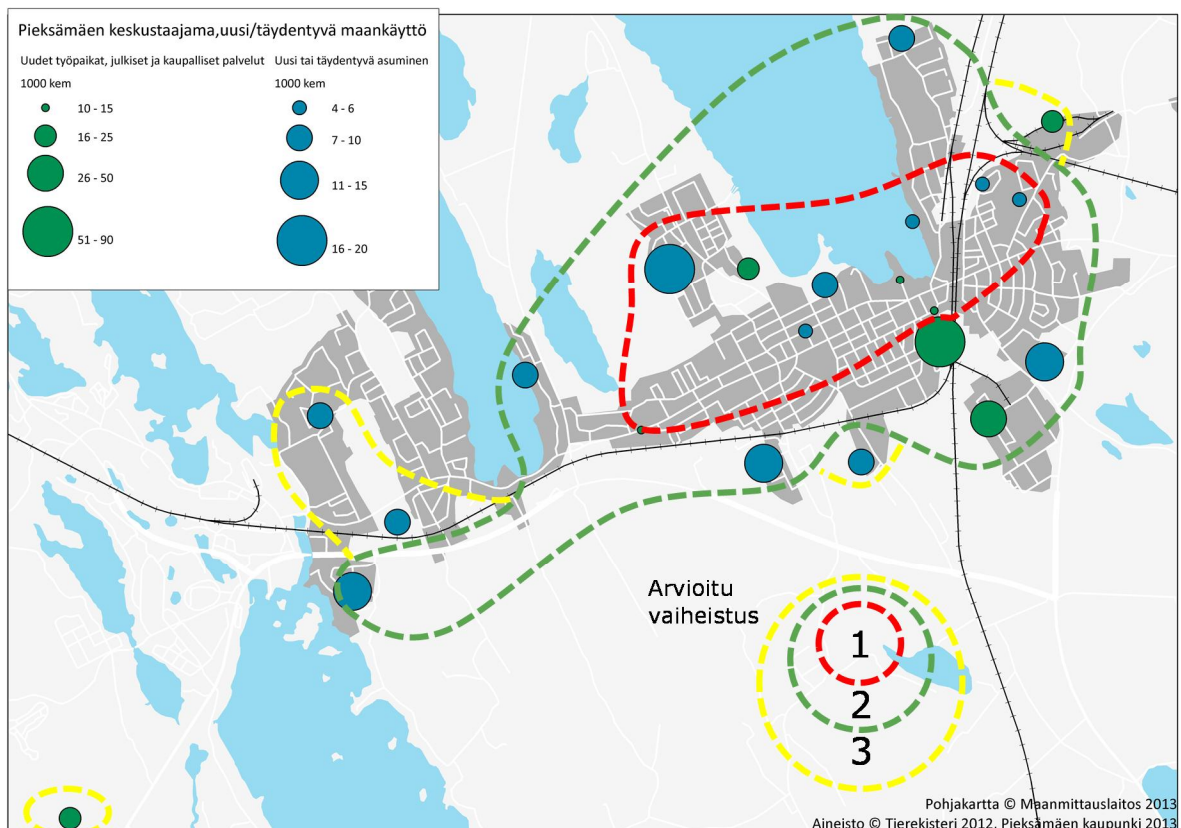 Pieksämäen keskustaajama,uusi/täydentyvä maankäyttö
Uudet työpaikat, julkiset ja kaupalliset palvelut
1000 kem
10 - 15
16 - 25
26 - 50
51 - 90
Uusi tai täydentyvä asuminen
1000 kem
4 - 6
7 - 10
11 - 15
16 - 20
Arvioitu
vaiheistus
1
2
3
Pohjakartta © Maanmittauslaitos 2013
Aineisto © Tierekisteri 2012, Pieksämäen kaupunki 2013